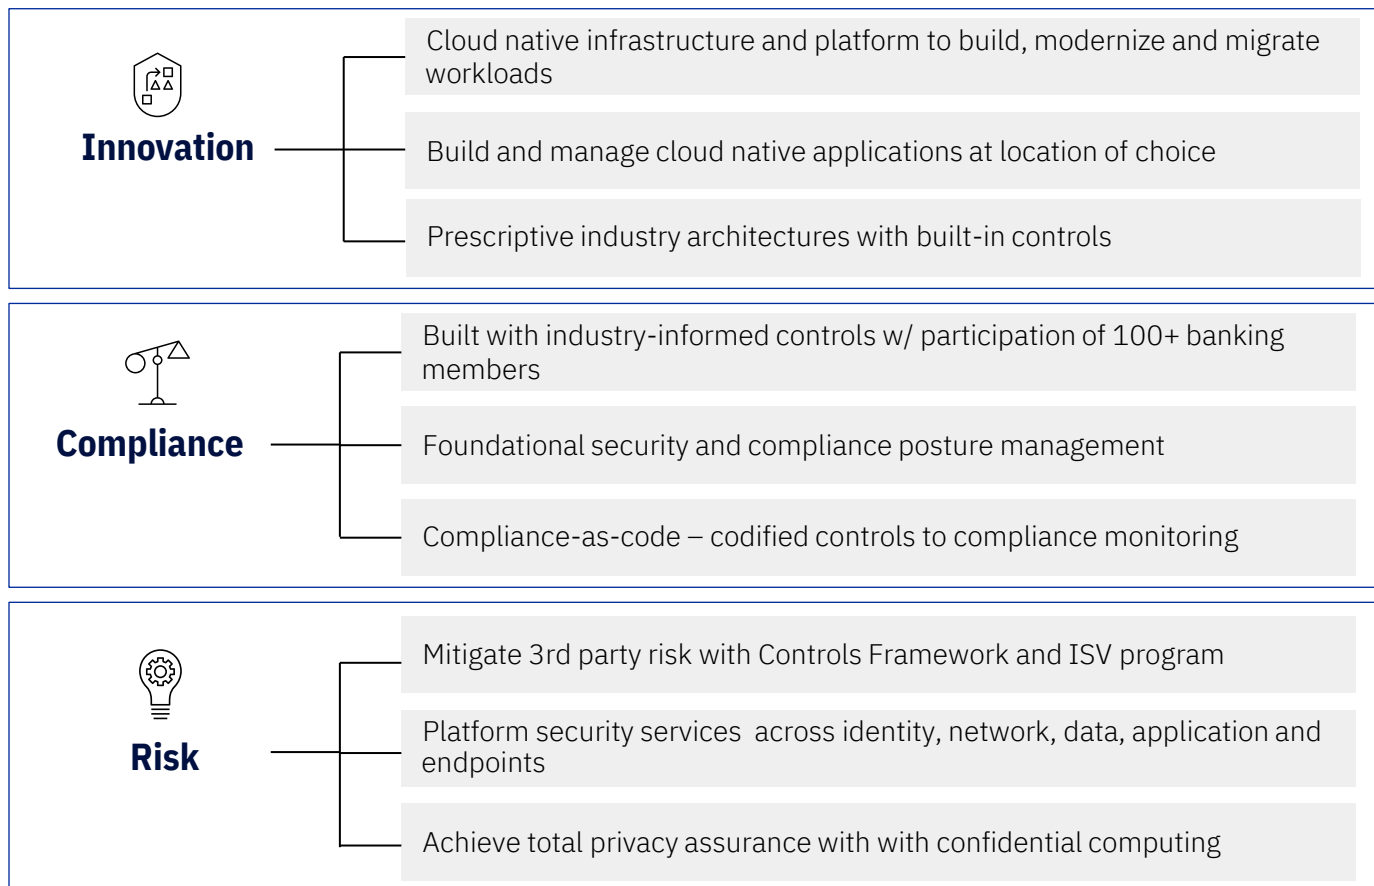 Cloud native infrastructure and platform to build, modernize and migrate
workloads
Innovation
Build and manage cloud native applications at location of choice
Prescriptive industry architectures with built-in controls
Built with industry-informed controls w/ participation of 100+ banking
members
Compliance
Foundational security and compliance posture management
Compliance-as-code – codified controls to compliance monitoring
Mitigate 3rd party risk with Controls Framework and ISV program
Risk
Platform security services  across identity, network, data, application and
endpoints
Achieve total privacy assurance with with confidential computing